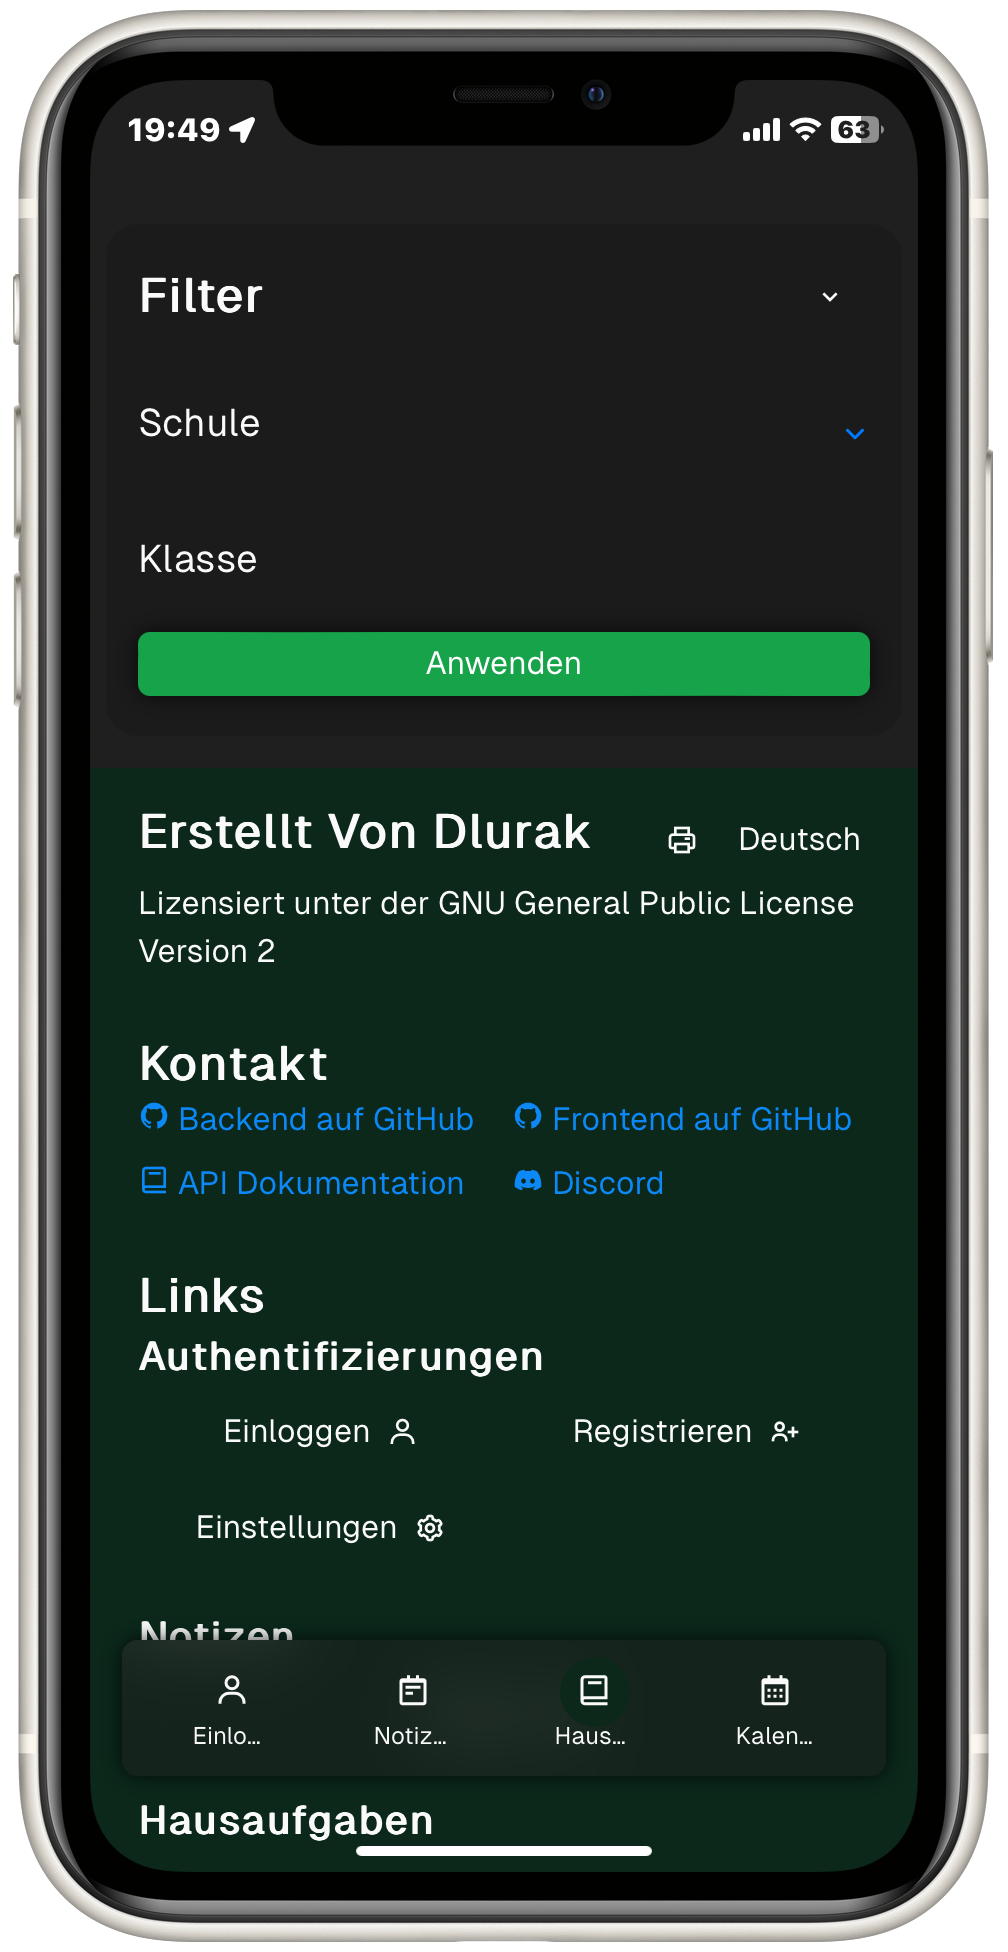 19:49
63
Filter
Schule
Klasse
Anwenden
Erstellt Von Dlurak
Deutsch
Lizensiert unter der GNU General Public License
Version 2
Kontakt
Backend auf GitHub
Frontend auf GitHub
API Dokumentation
Discord
Links
Authentifizierungen
Einloggen
Registrieren
Einstellungen
Notizen
Einlo...
Notiz...
Haus...
Kalen...
Hausaufgaben